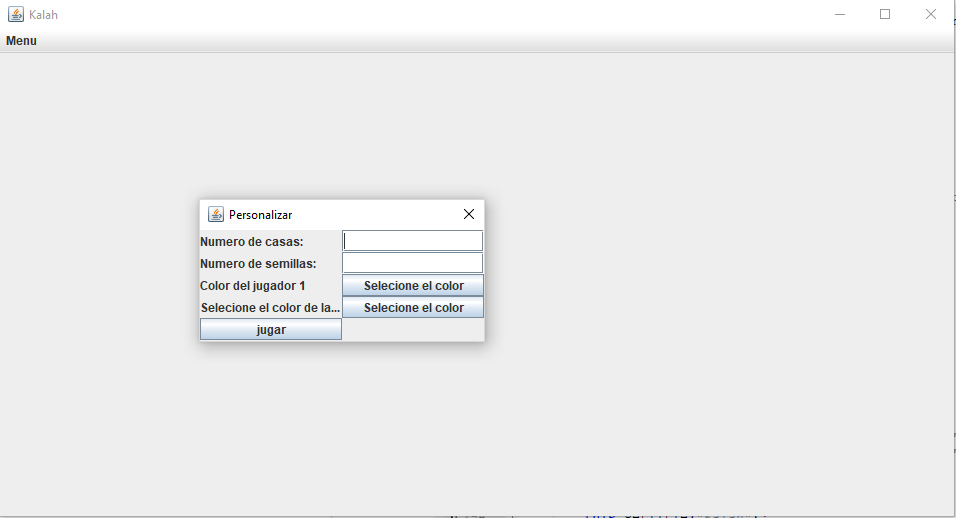 Kalah
Menu
Personalizar
Numero de casas:
Numero de semillas:
Color del jugador 1 Selecione el color
Selecione el color de la... Selecione el color
jugar